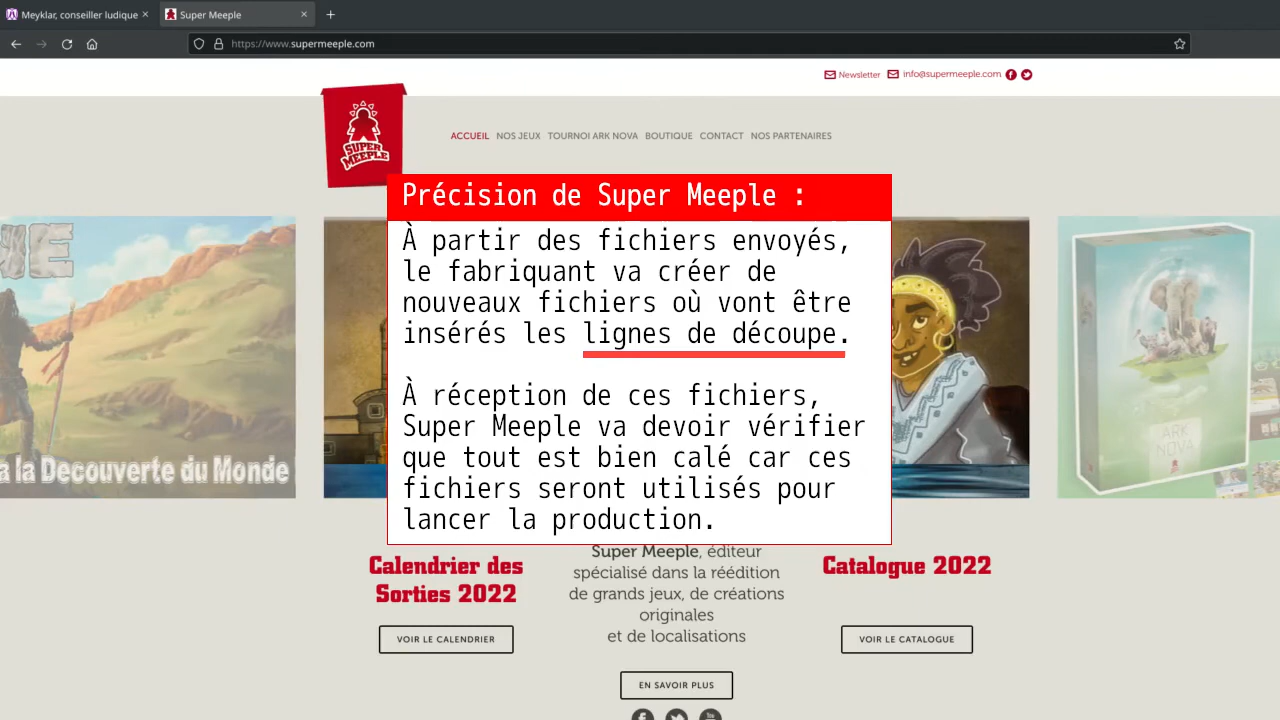 Meyklar, conseiller ludique
Super Meeple
https://www.supermeeple.com
Newsletter
info@supermeeple.com
SUPER
MEEPLE
ACCUEIL
NOS JEUX
TOURNOI ARK NOVA
BOUTIQUE
CONTACT
NOS PARTENAIRES
Précision de Super Meeple :
À partir des fichiers envoyés,
le fabriquant va créer de
nouveaux fichiers où vont être
insérés les lignes de découpe.
À réception de ces fichiers,
Super Meeple va devoir vérifier
que tout est bien calé car ces
fichiers seront utilisés pour
lancer la production.
a la Decouverte du Monde
ARK
NOVA
Calendrier des
Sorties 2022
VOIR LE CALENDRIER
Super Meeple, éditeur
spécialisé dans la réédition
de grands jeux, de créations
originales
et de localisations
EN SAVOIR PLUS
Catalogue 2022
VOIR LE CATALOGUE